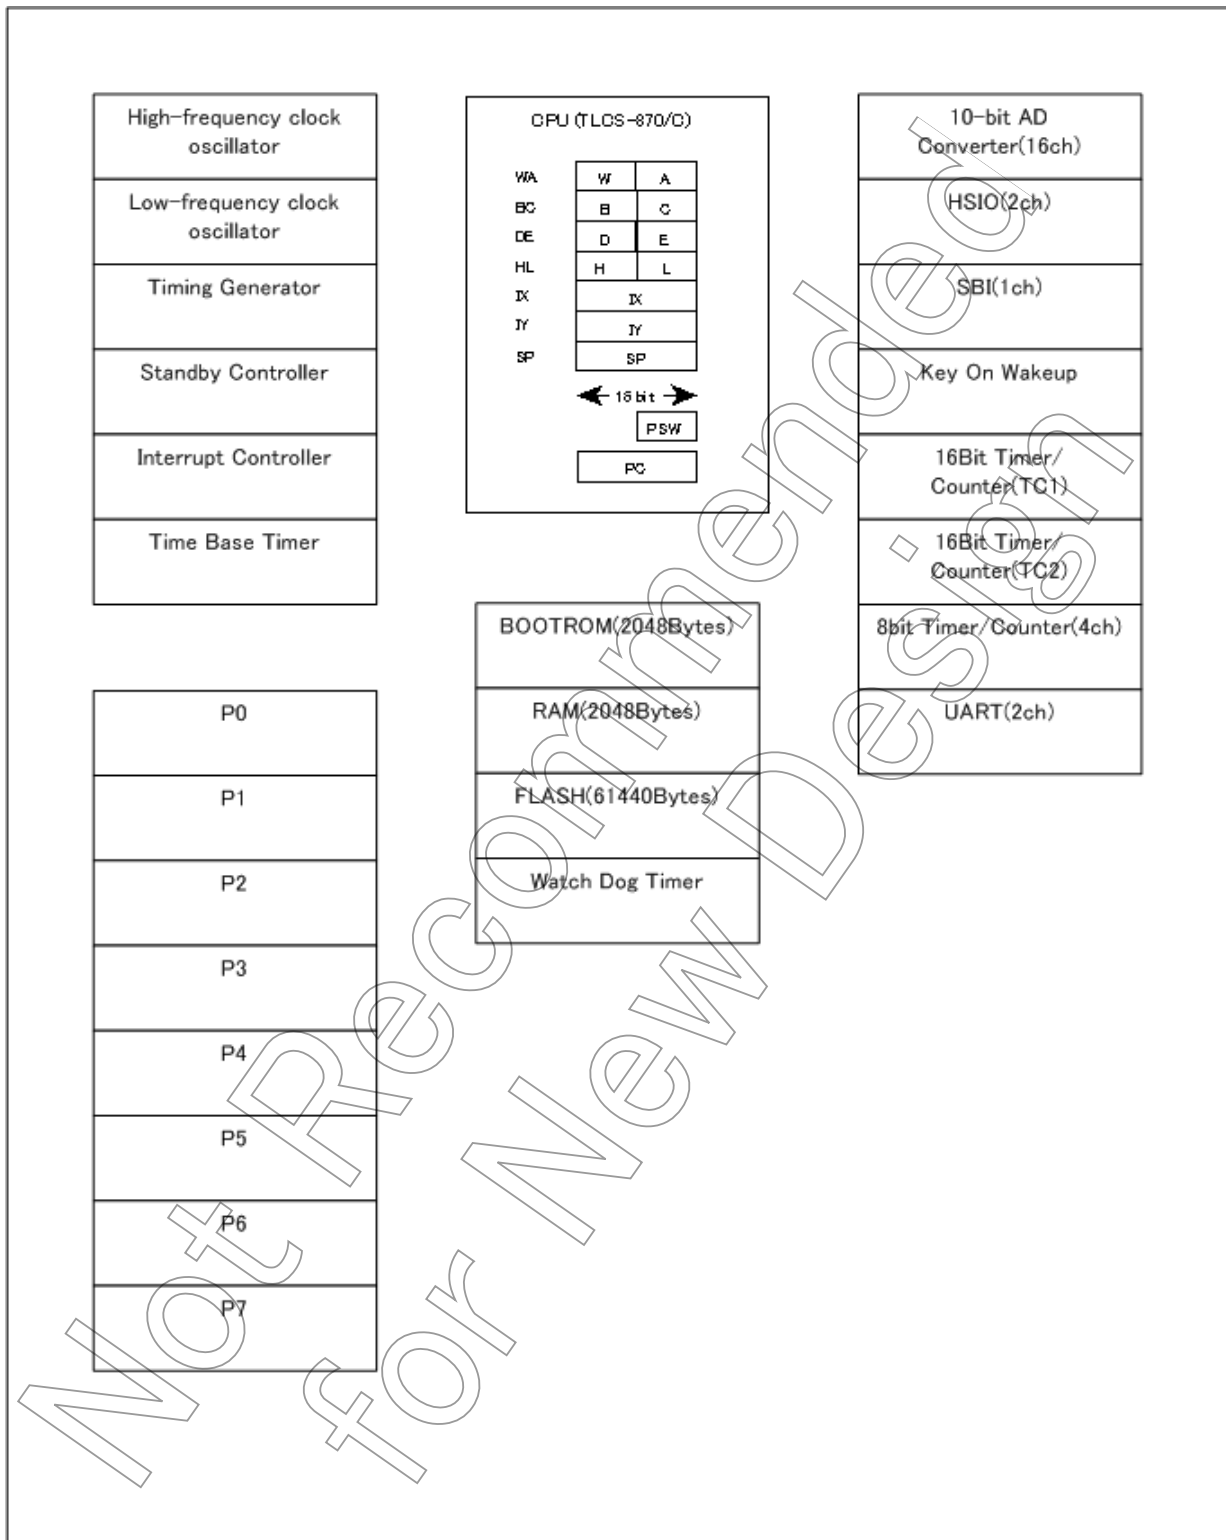 High-frequency clock
oscillator
Low-frequency clock
oscillator
Timing Generator
Standby Controller
Interrupt Controller
Time Base Timer
P0
P1
P2
P3
P4
P5
P6
P7
CPU (TLCS-870/C)
WA W A
BC B C
DE D E
HL H L
IX IX
IY IY
SP SP
16 bit
PSW
PC
BOOTROM(2048Bytes)
RAM(2048Bytes)
FLASH(61440Bytes)
Watch Dog Timer
10-bit AD
Converter(16ch)
HSIO(2ch)
SBI(1ch)
Key On Wakeup
16Bit Timer/
Counter(TC1)
16Bit Timer/
Counter(TC2)
8bit Timer/Counter(4ch)
UART(2ch)
Not Recommended
for New Design